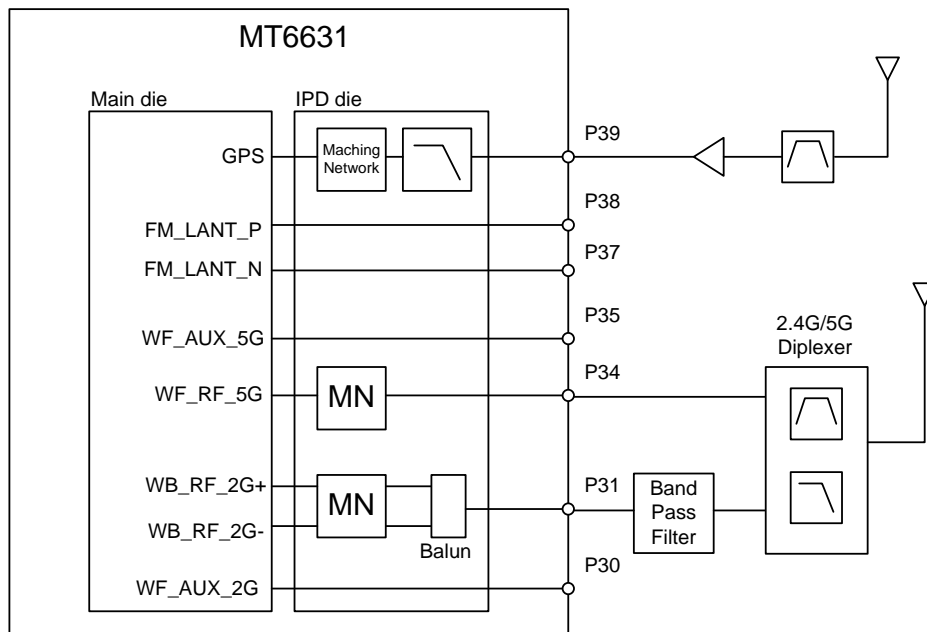 MT6631
Main die
IPD die
GPS
Maching
Network
P39
FM_LANT_P
P38
FM_LANT_N
P37
WF_AUX_5G
P35
2.4G/5G
Diplexer
WF_RF_5G
MN
P34
WB_RF_2G+
WB_RF_2G-
MN
Balun
P31
Band
Pass
Filter
WF_AUX_2G
P30